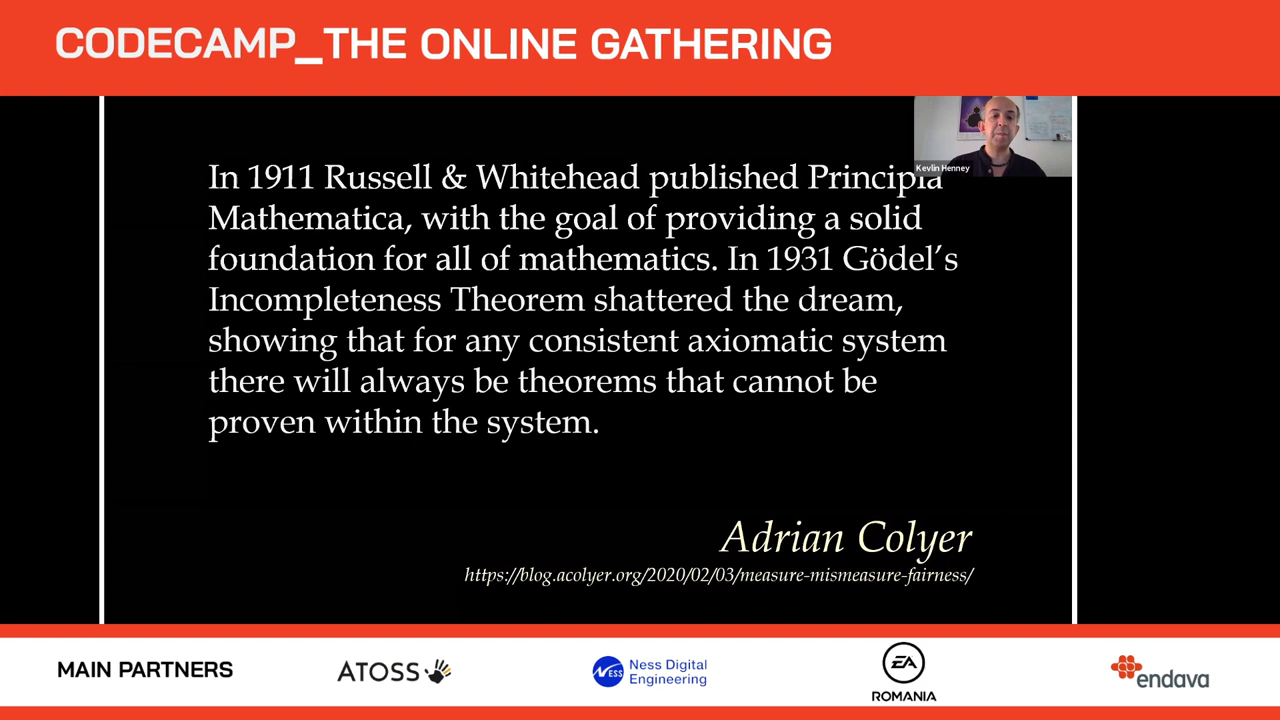 CODECAMP_THE ONLINE GATHERING
Kevlin Henney
In 1911 Russell & Whitehead published Principia
Mathematica, with the goal of providing a solid
foundation for all of mathematics. In 1931 Gödel's
Incompleteness Theorem shattered the dream,
showing that for any consistent axiomatic system
there will always be theorems that cannot be
proven within the system.
Adrian Colyer
https://blog.acolyer.org/2020/02/03/measure-mismeasure-fairness/
MAIN PARTNERS
ATOSS
NESS
Ness Digital
Engineering
EA
ROMANIA
endava